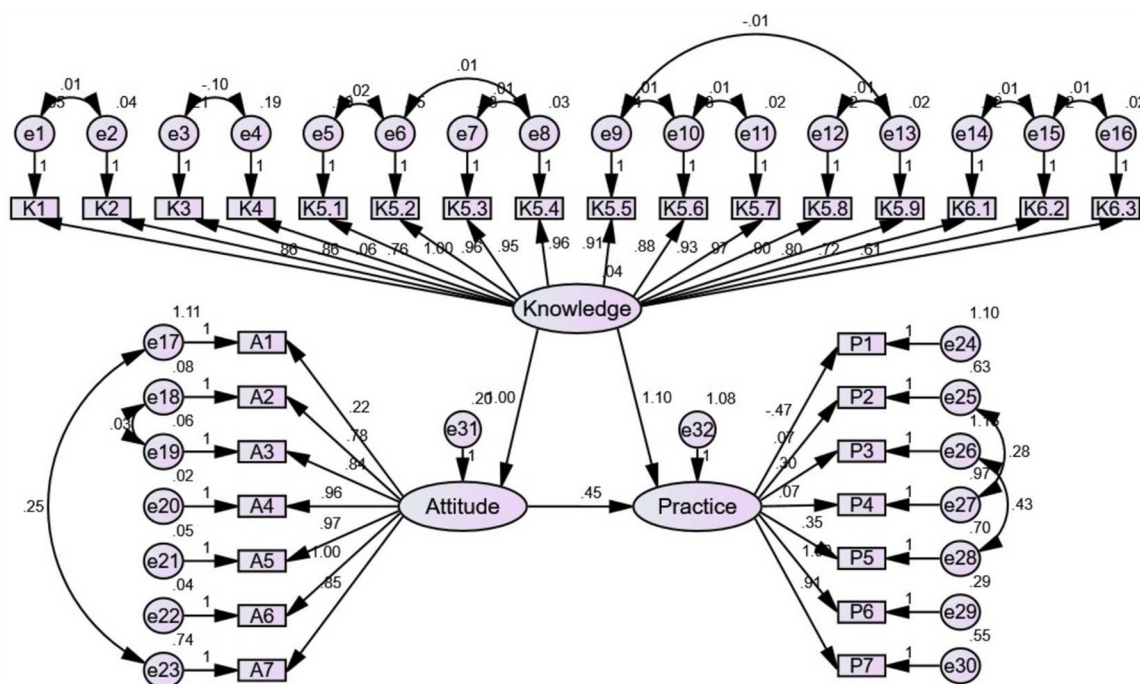 -.01
.01 -.10 .02 .01 .01 .01 .01 .01 .01 .01
.04 .19 .03 .02 .02
e1 e2 e3 e4 e5 e6 e7 e8 e9 e10 e11 e12 e13 e14 e15 e16
1 1 1 1 1 1 1 1 1 1 1 1 1 1 1 1
K1 K2 K3 K4 K5.1 K5.2 K5.3 K5.4 K5.5 K5.6 K5.7 K5.8 K5.9 K6.1 K6.2 K6.3
.86 .86 .06 .76 1.00 .96 .95 .96 .91 .88 .93 .97 .90 .80 .72 .61
.04
Knowledge
1.11 1.10
e17 1 A1 P1 1 e24
.08 .63
e18 1 A2 .22 .20 1.00 1.10 1.08 -.47 P2 1 e25
.03 .06 .78 e31 e32 .07
e19 1 A3 .84 1 1 .30 P3 1 e26 .28
.02 .97
e20 1 A4 .96 Attitude .45 Practice .07 P4 1 e27
.25 .05 .97 .35 .70 .43
e21 1 A5 1.00 P5 1 e28
.04 .85 .91 .29
e22 1 A6 P6 1 e29
.74 .55
e23 1 A7 P7 1 e30